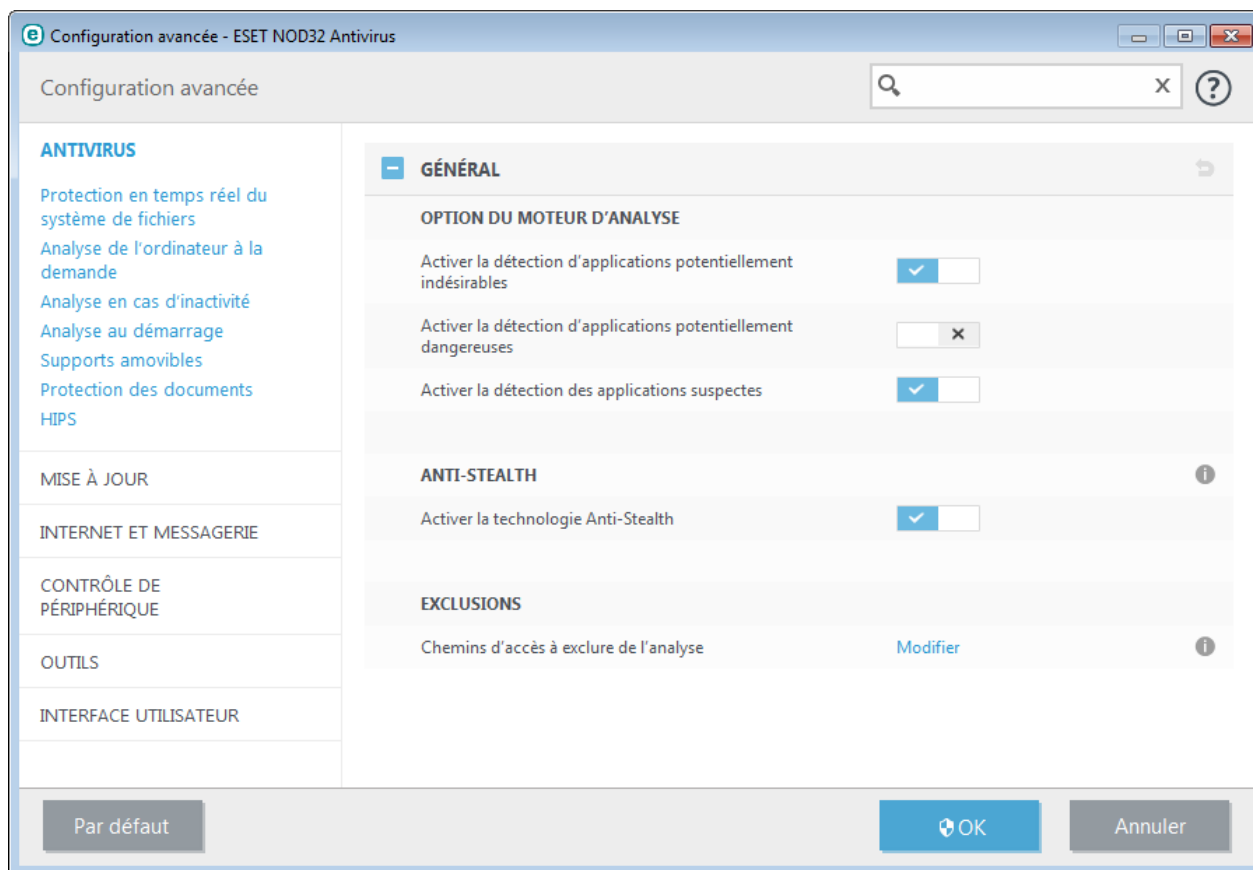 Configuration avancée - ESET NOD32 Antivirus
Configuration avancée
ANTIVIRUS
Protection en temps réel du
système de fichiers
Analyse de l'ordinateur à la
demande
Analyse en cas d'inactivité
Analyse au démarrage
Supports amovibles
Protection des documents
HIPS
MISE À JOUR
INTERNET ET MESSAGERIE
CONTRÔLE DE
PÉRIPHÉRIQUE
OUTILS
INTERFACE UTILISATEUR
GÉNÉRAL
OPTION DU MOTEUR D'ANALYSE
Activer la détection d'applications potentiellement
indésirables
Activer la détection d'applications potentiellement
dangereuses
Activer la détection des applications suspectes
ANTI-STEALTH
Activer la technologie Anti-Stealth
EXCLUSIONS
Chemins d'accès à exclure de l'analyse
Modifier
Par défaut
OK
Annuler